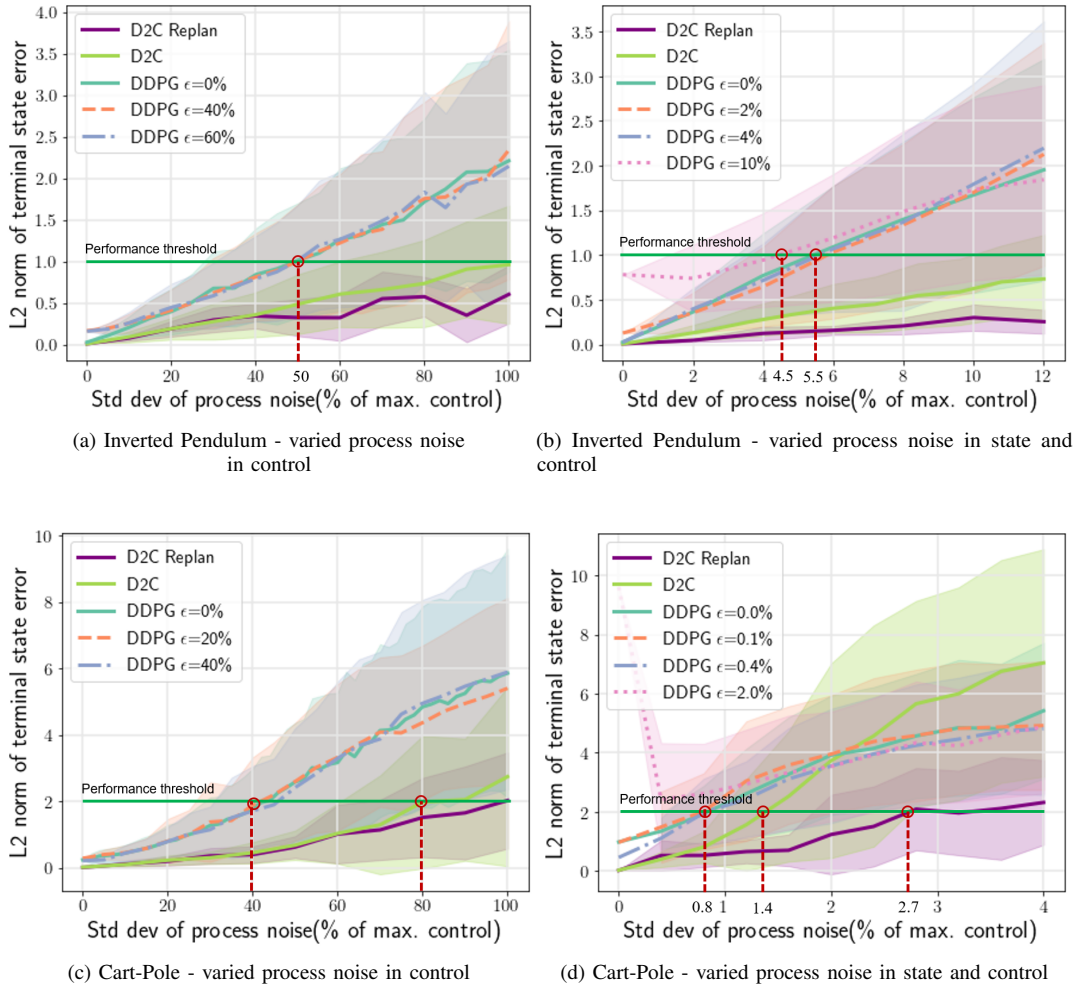 L2 norm of terminal state error
4.0
3.5
3.0
2.5
2.0
1.5
1.0
0.5
0.0
D2C Replan
D2C
DDPG ϵ=0%
DDPG ϵ=40%
DDPG ϵ=60%
Performance threshold
0
20
40
50
60
80
100
Std dev of process noise(% of max. control)
(a) Inverted Pendulum - varied process noise
in control
L2 norm of terminal state error
3.5
3.0
2.5
2.0
1.5
1.0
0.5
0.0
D2C Replan
D2C
DDPG ϵ=0%
DDPG ϵ=2%
DDPG ϵ=4%
DDPG ϵ=10%
Performance threshold
0
2
4
4.5
5.5
6
8
10
12
Std dev of process noise(% of max. control)
(b) Inverted Pendulum - varied process noise in state and
control
L2 norm of terminal state error
10
8
6
4
2
0
D2C Replan
D2C
DDPG ϵ=0%
DDPG ϵ=20%
DDPG ϵ=40%
Performance threshold
0
20
40
60
80
100
Std dev of process noise(% of max. control)
(c) Cart-Pole - varied process noise in control
L2 norm of terminal state error
10
8
6
4
2
0
D2C Replan
D2C
DDPG ϵ=0.0%
DDPG ϵ=0.1%
DDPG ϵ=0.4%
DDPG ϵ=2.0%
Performance threshold
0
0.8
1
1.4
2
2.7
3
4
Std dev of process noise(% of max. control)
(d) Cart-Pole - varied process noise in state and control